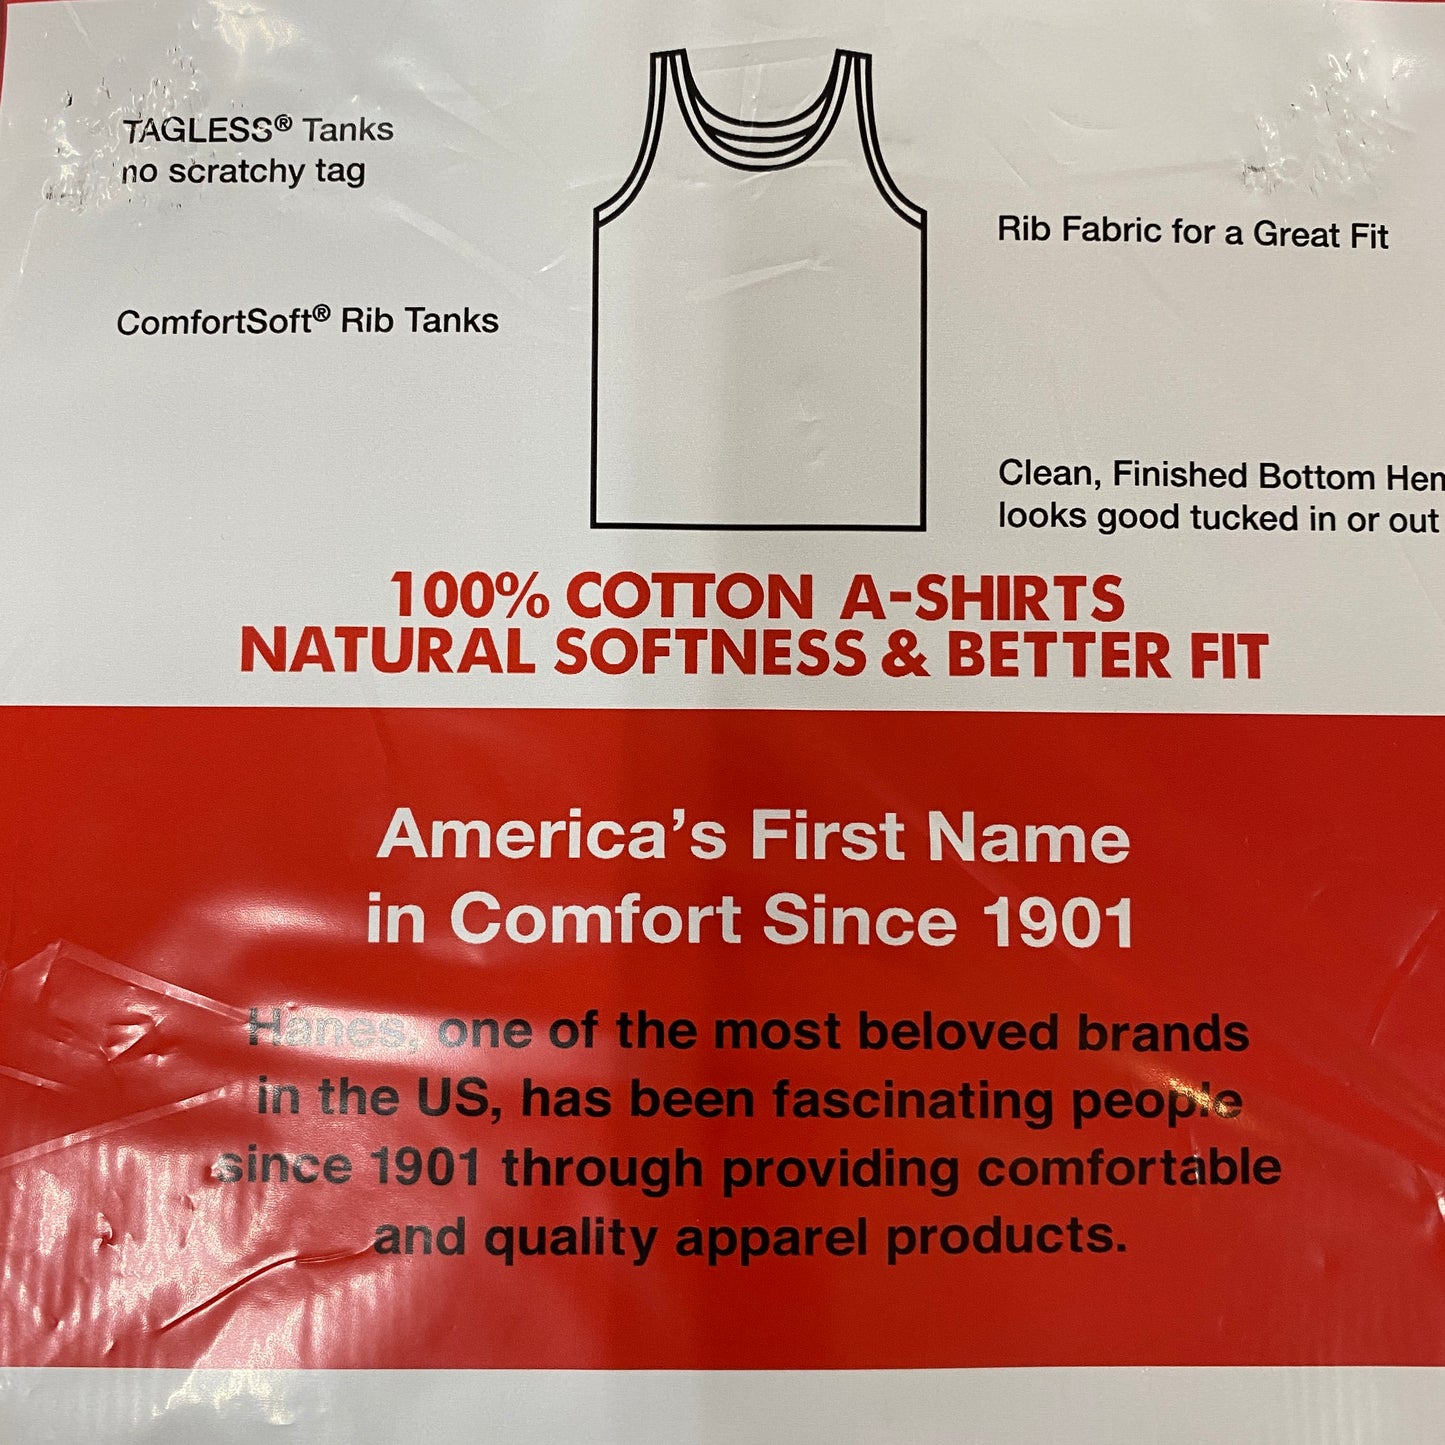 TAGLESS® Tanks
no scratchy tag
ComfortSoft® Rib Tanks
Rib Fabric for a Great Fit
Clean, Finished Bottom
looks good tucked in or out
100% COTTON A-SHIRTS
NATURAL SOFTNESS & BETTER FIT
America's First Name
in Comfort Since 1901
Hanes, one of the most beloved brands
in the US, has been fascinating people
since 1901 through providing comfortable
and quality apparel products.